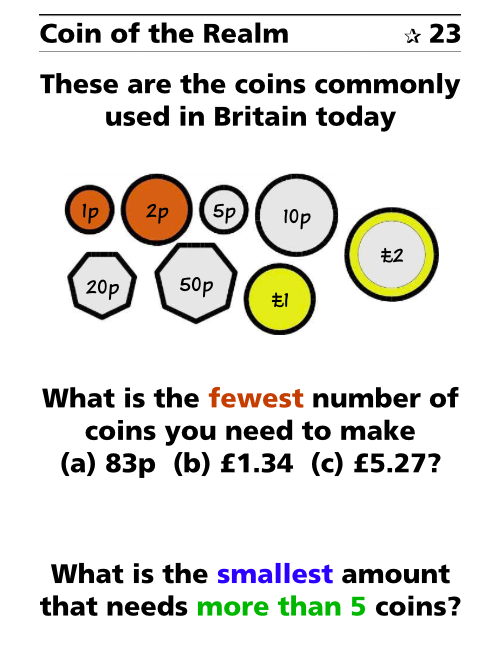 Coin of the Realm ✰ 23
These are the coins commonly
used in Britain today
1p 2p 5p 10p
£2
20p 50p £1
What is the fewest number of
coins you need to make
(a) 83p (b) £1.34 (c) £5.27?
What is the smallest amount
that needs more than 5 coins?